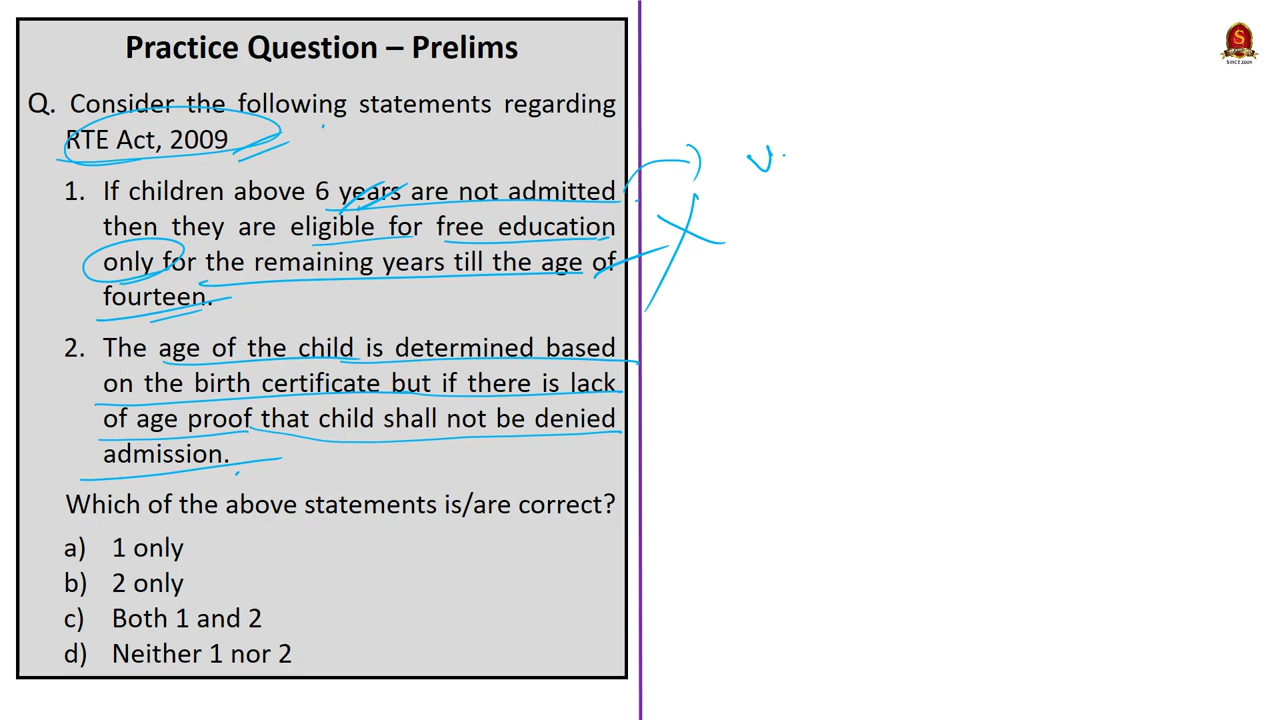 Practice Question – Prelims
Q. Consider the following statements regarding
RTE Act, 2009
1. If children above 6 years are not admitted
then they are eligible for free education
only for the remaining years till the age of
fourteen.
2. The age of the child is determined based
on the birth certificate but if there is lack
of age proof that child shall not be denied
admission.
Which of the above statements is/are correct?
a) 1 only
b) 2 only
c) Both 1 and 2
d) Neither 1 nor 2
S
SINCE 2004